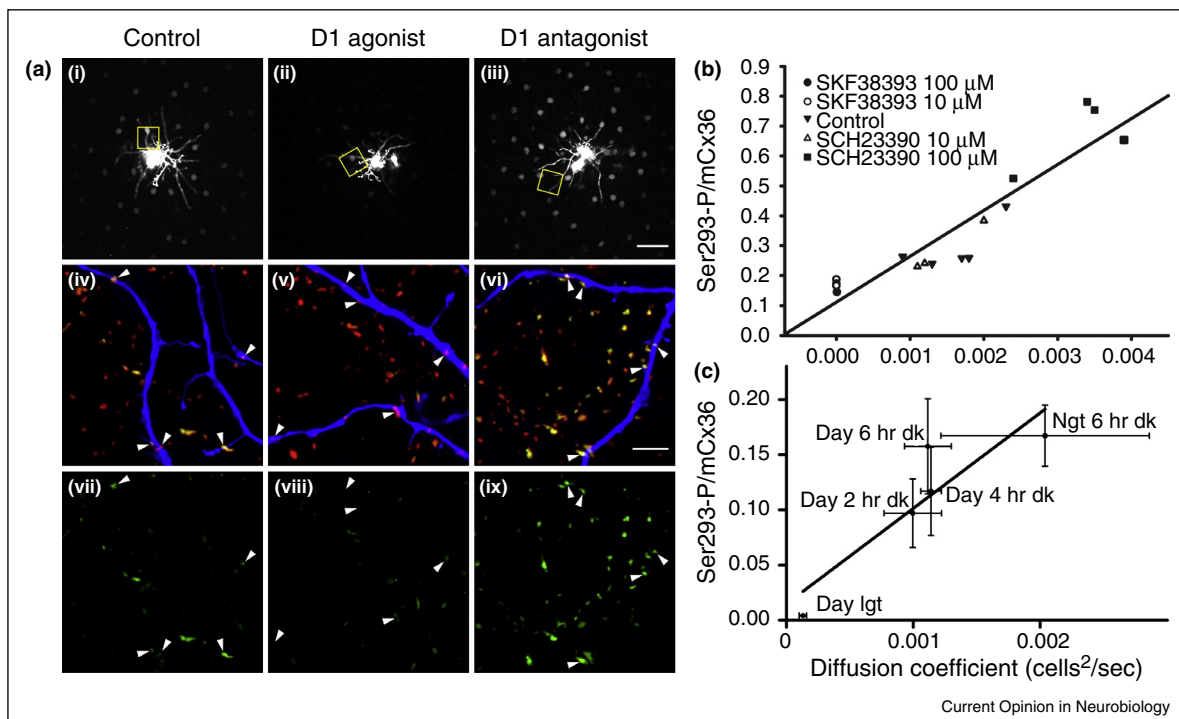 Control
D1 agonist
D1 antagonist
(a)
(i)
(ii)
(iii)
(iv)
(v)
(vi)
(vii)
(viii)
(ix)
(b)
Ser293-P/mCx36
0.9
0.8
0.7
0.6
0.5
0.4
0.3
0.2
0.1
0.0
SKF38393 100 μM
SKF38393 10 μM
Control
SCH23390 10 μM
SCH23390 100 μM
0.000 0.001 0.002 0.003 0.004
(c)
Ser293-P/mCx36
0.20
0.15
0.10
0.05
0.00
Ngt 6 hr dk
Day 6 hr dk
Day 2 hr dk
Day 4 hr dk
Day lgt
0 0.001 0.002
Diffusion coefficient (cells²/sec)
Current Opinion in Neurobiology